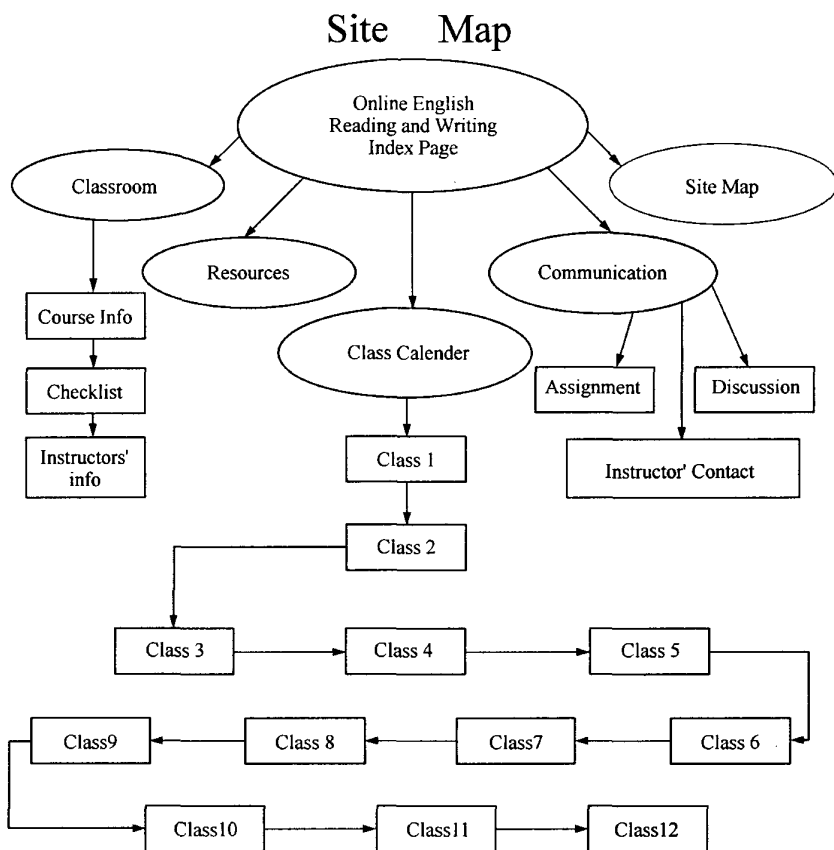 Site Map
Online English
Reading and Writing
Index Page
Classroom
Site Map
Resources
Communication
Course Info
Class Calender
Checklist
Assignment
Discussion
Instructors'
info
Class 1
Instructor' Contact
Class 2
Class 3
Class 4
Class 5
Class 6
Class7
Class 8
Class9
Class10
Class11
Class12